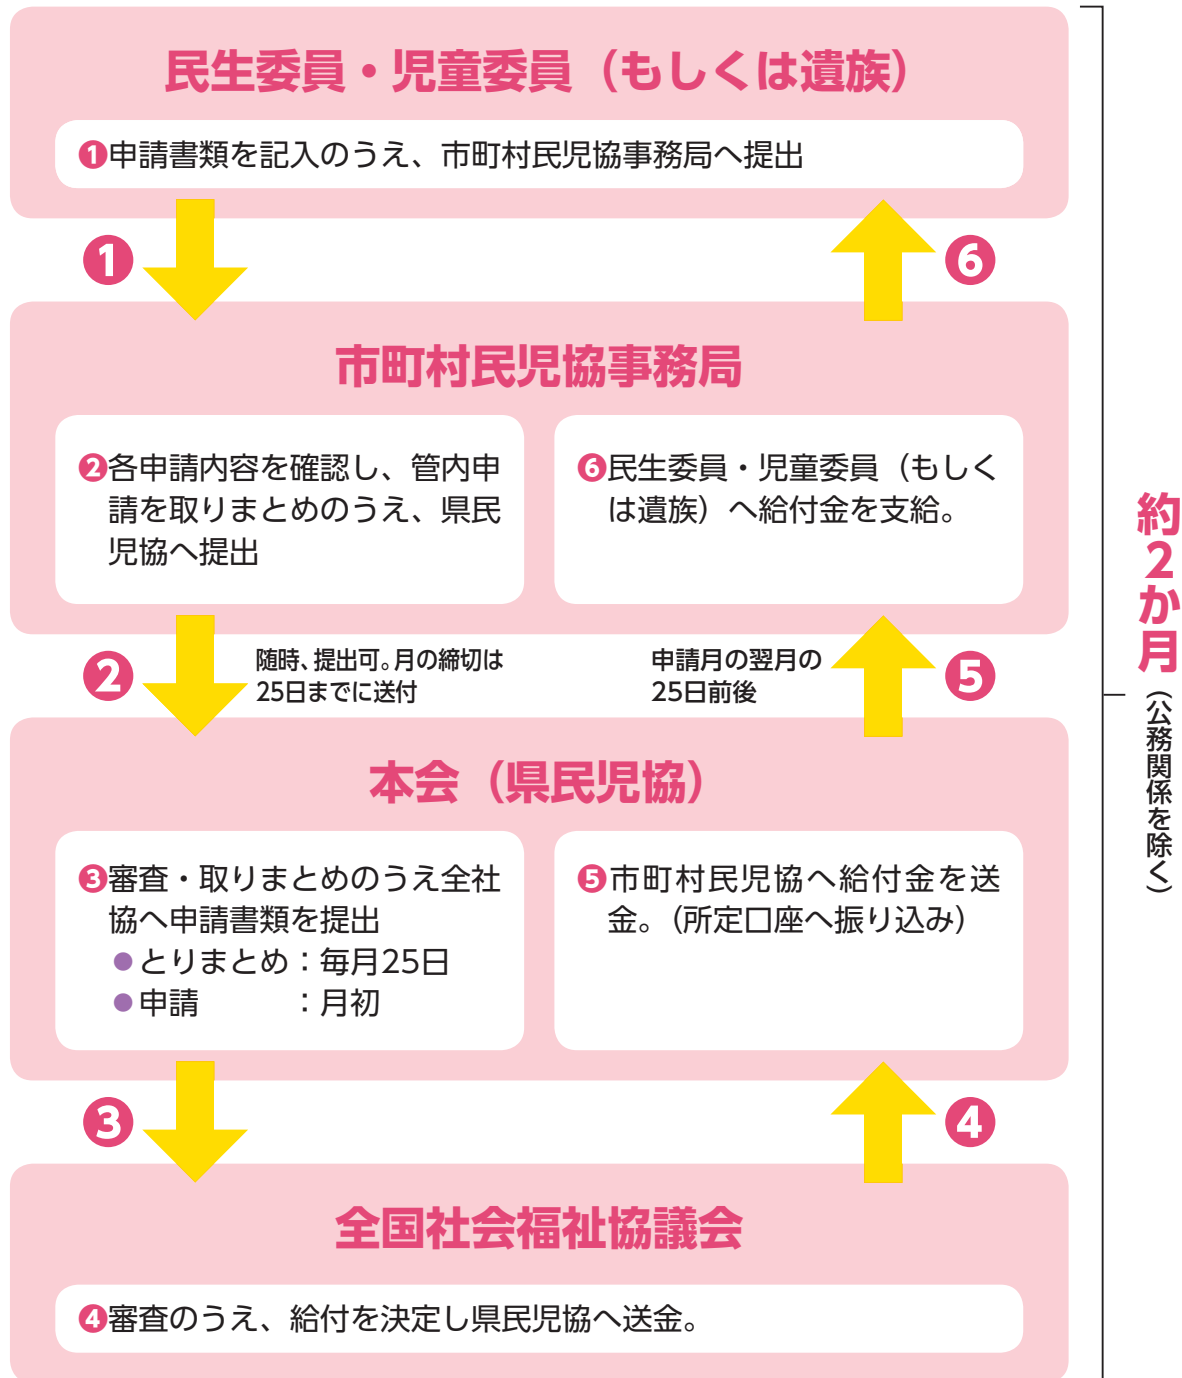 民生委員・児童委員（もしくは遺族）
❶申請書類を記入のうえ、市町村民児協事務局へ提出
❶
❻
市町村民児協事務局
❷各申請内容を確認し、管内申
請を取りまとめのうえ、県民
児協へ提出
❻民生委員・児童委員（もしく
は遺族）へ給付金を支給。
❷
随時、提出可。月の締切は
25日までに送付
申請月の翌月の
25日前後
❺
本会（県民児協）
❸審査・取りまとめのうえ全社
協へ申請書類を提出
●とりまとめ：毎月25日
●申請　　　：月初
❺市町村民児協へ給付金を送
金。（所定口座へ振り込み）
❸
❹
全国社会福祉協議会
❹審査のうえ、給付を決定し県民児協へ送金。
約2か月（公務関係を除く）